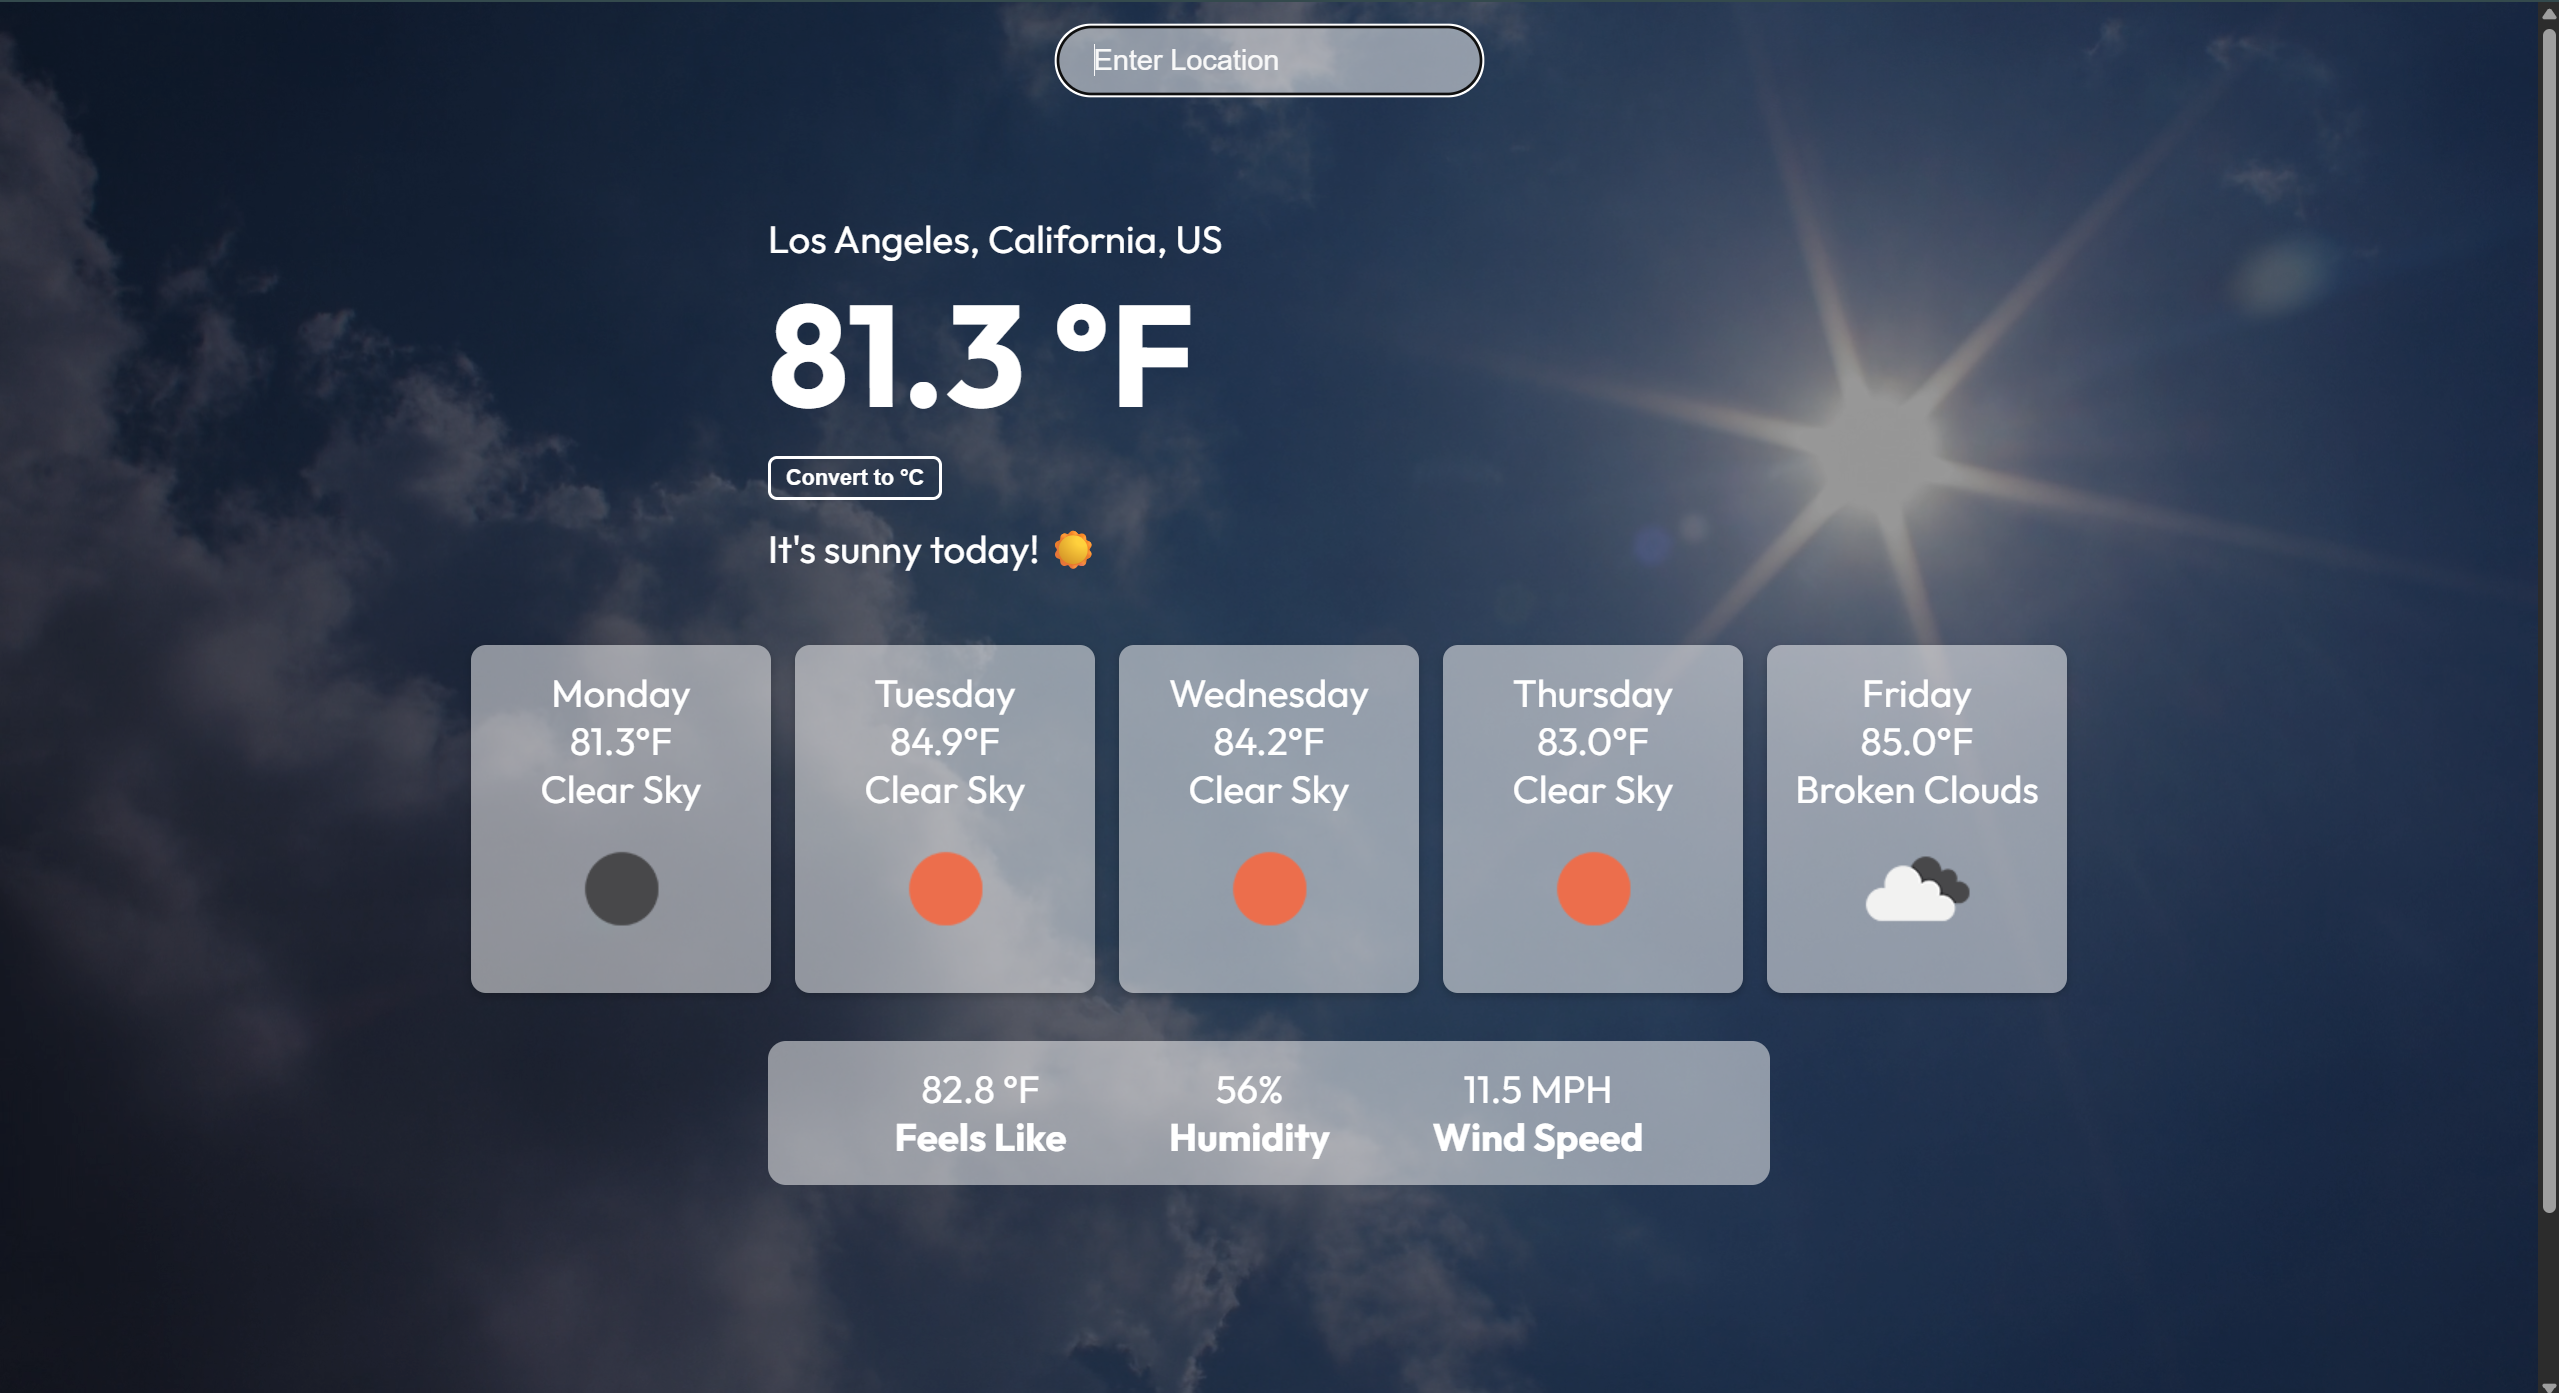 Enter Location
Los Angeles, California, US
81.3 °F
Convert to °C
It's sunny today!
Monday
81.3°F
Clear Sky
Tuesday
84.9°F
Clear Sky
Wednesday
84.2°F
Clear Sky
Thursday
83.0°F
Clear Sky
Friday
85.0°F
Broken Clouds
82.8 °F
Feels Like
56%
Humidity
11.5 MPH
Wind Speed